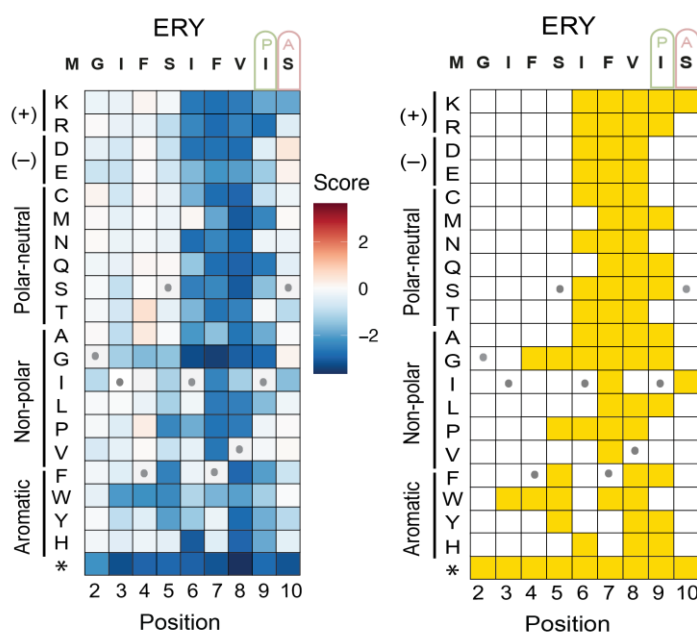 ERY
P A
M G I F S I F V I S
(+)
K
R
(–)
D
E
Polar-neutral
C
M
N
Q
S
T
Non-polar
A
G
I
L
P
V
Aromatic
F
W
Y
H
*
2 3 4 5 6 7 8 9 10
Position
Score
2
0
−2
ERY
P A
M G I F S I F V I S
(+)
K
R
(–)
D
E
Polar-neutral
C
M
N
Q
S
T
Non-polar
A
G
I
L
P
V
Aromatic
F
W
Y
H
*
2 3 4 5 6 7 8 9 10
Position